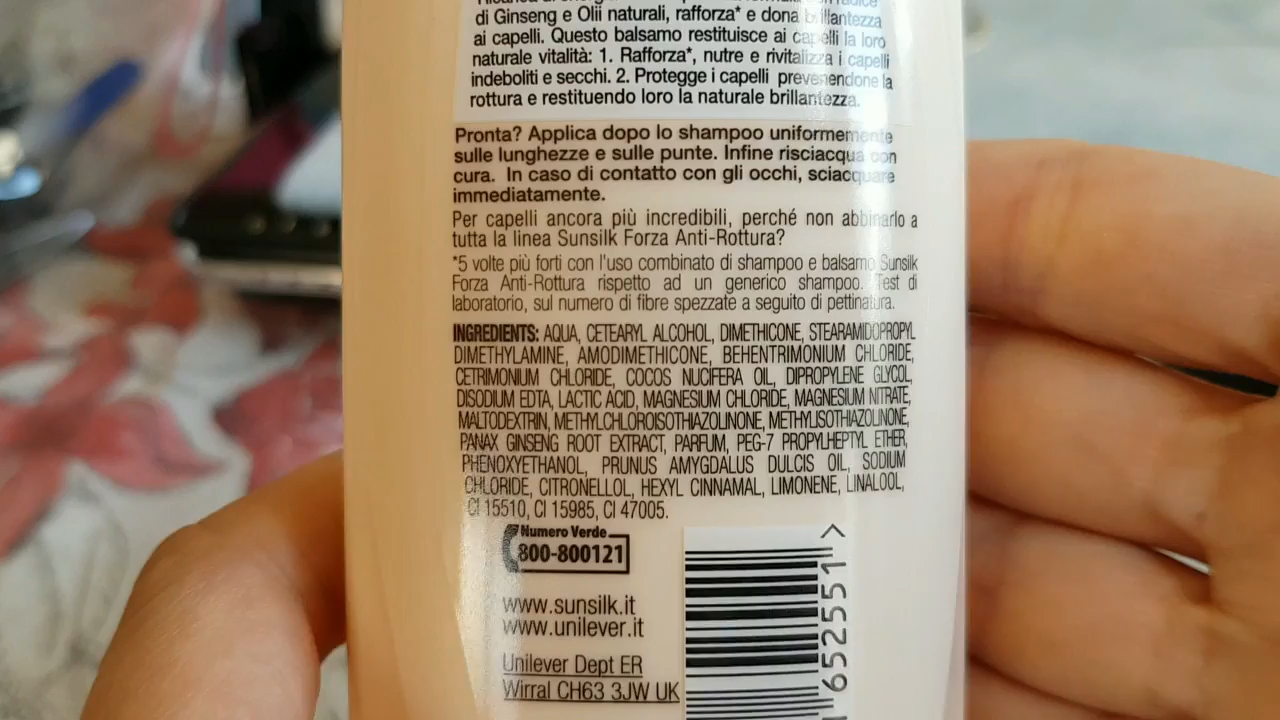 di Ginseng e Olii naturali, rafforza* e dona brillantezza
ai capelli. Questo balsamo restituisce ai capelli la loro
naturale vitalità: 1. Rafforza*, nutre e rivitalizza i capelli
indeboliti e secchi. 2. Protegge i capelli prevenendone la
rottura e restituendo loro la naturale brillantezza.
Pronta? Applica dopo lo shampoo uniformemente
sulle lunghezze e sulle punte. Infine risciacqua con
cura. In caso di contatto con gli occhi, sciacquare
immediatamente.
Per capelli ancora più incredibili, perché non abbinarlo a
tutta la linea Sunsilk Forza Anti-Rottura?
*5 volte più forti con l'uso combinato di shampoo e balsamo Sunsilk
Forza Anti-Rottura rispetto ad un generico shampoo. Test di
laboratorio, sul numero di fibre spezzate a seguito di pettinatura.
INGREDIENTS: AQUA, CETEARYL ALCOHOL, DIMETHICONE, STEARAMIDOPROPYL
DIMETHYLAMINE, AMODIMETHICONE, BEHENTRIMONIUM CHLORIDE,
CETRIMONIUM CHLORIDE, COCOS NUCIFERA OIL, DIPROPYLENE GLYCOL,
DISODIUM EDTA, LACTIC ACID, MAGNESIUM CHLORIDE, MAGNESIUM NITRATE,
MALTODEXTRIN, METHYLCHLOROISOTHIAZOLINONE, METHYLISOTHIAZOLINONE,
PANAX GINSENG ROOT EXTRACT, PARFUM, PEG-7 PROPYLHEPTYL ETHER,
PHENOXYETHANOL, PRUNUS AMYGDALUS DULCIS OIL, SODIUM
CHLORIDE, CITRONELLOL, HEXYL CINNAMAL, LIMONENE, LINALOOL,
CI 15510, CI 15985, CI 47005.
Numero Verde
800-800121
www.sunsilk.it
www.unilever.it
Unilever Dept ER
Wirral CH63 3JW UK
652551 >